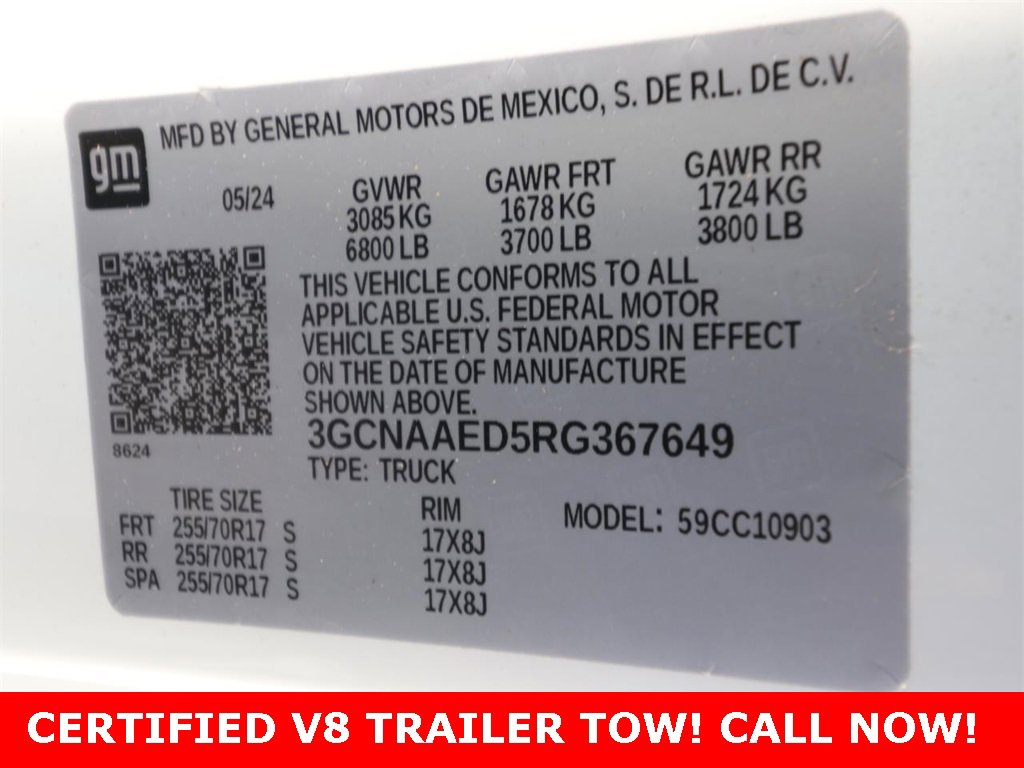 gm
MFD BY GENERAL MOTORS DE MEXICO, S. DE R.L. DE C.V.
05/24
GVWR
3085 KG
6800 LB
GAWR FRT
1678 KG
3700 LB
GAWR RR
1724 KG
3800 LB
THIS VEHICLE CONFORMS TO ALL
APPLICABLE U.S. FEDERAL MOTOR
VEHICLE SAFETY STANDARDS IN EFFECT
ON THE DATE OF MANUFACTURE
SHOWN ABOVE.
3GCNAAED5RG367649
TYPE: TRUCK
8624
TIRE SIZE RIM
FRT 255/70R17 S 17X8J
RR 255/70R17 S 17X8J
SPA 255/70R17 S 17X8J
MODEL: 59CC10903
CERTIFIED V8 TRAILER TOW! CALL NOW!